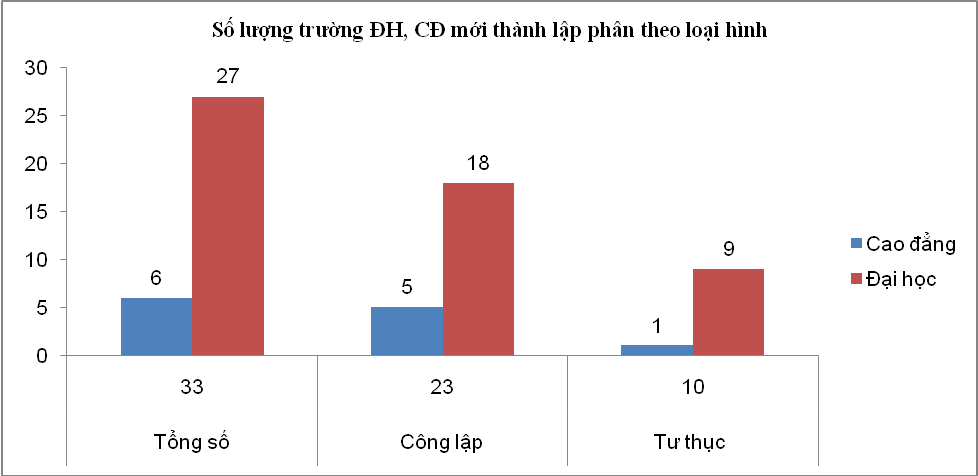 Số lượng trường ĐH, CĐ mới thành lập phân theo loại hình
30
25
20
15
10
5
0
6
27
5
18
1
9
33
23
10
Tổng số
Công lập
Tư thục
Cao đẳng
Đại học